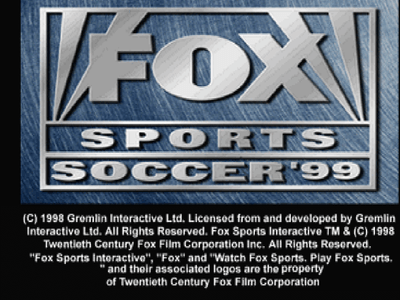 FOX
SPORTS
SOCCER'99
(C) 1998 Gremlin Interactive Ltd. Licensed from and developed by Gremlin
Interactive Ltd. All Rights Reserved. Fox Sports Interactive TM & (C) 1998
Twentieth Century Fox Film Corporation Inc. All Rights Reserved.
"Fox Sports Interactive", "Fox" and "Watch Fox Sports. Play Fox Sports.
" and their associated logos are the property
of Twentieth Century Fox Film Corporation